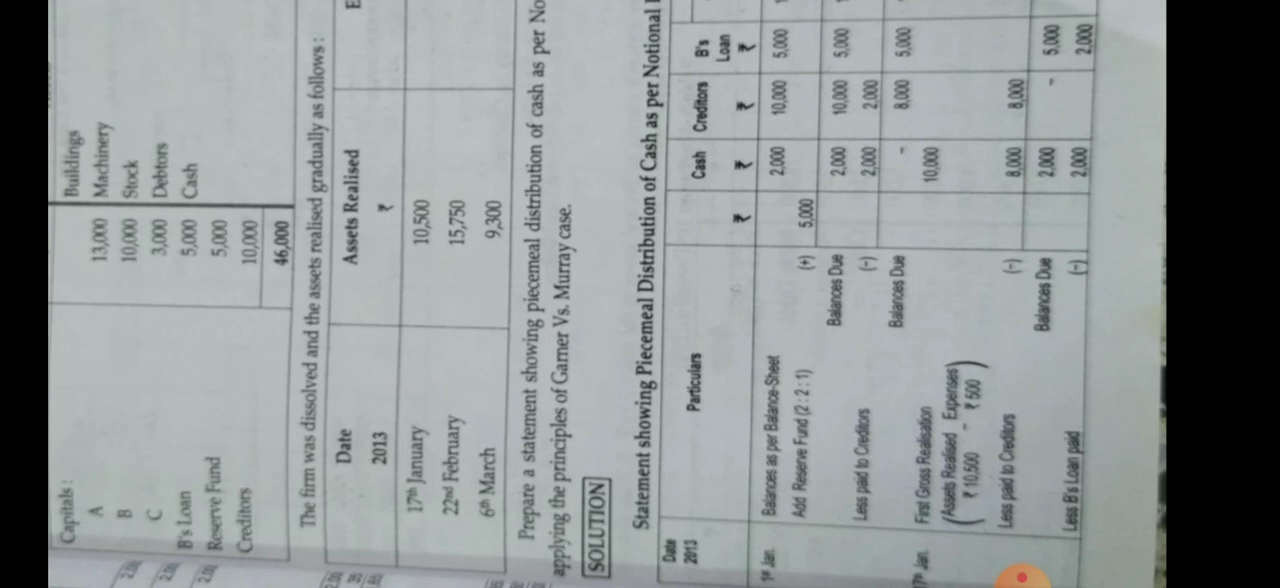 Capitals : Buildings
A 13,000 Machinery
B 10,000 Stock
C 3,000 Debtors
B's Loan 5,000 Cash
Reserve Fund 5,000
Creditors 10,000
46,000
The firm was dissolved and the assets realised gradually as follows :
Date Assets Realised E
2013 ₹
17th January 10,500
22nd February 15,750
6th March 9,300
Prepare a statement showing piecemeal distribution of cash as per No
applying the principles of Garner Vs. Murray case.
SOLUTION
Statement showing Piecemeal Distribution of Cash as per Notional
Date Particulars Cash Creditors B's
2013 Loan
₹ ₹ ₹ ₹
1st Jan. Balances as per Balance-Sheet 2,000 10,000 5,000
Add Reserve Fund (2 : 2 : 1) (+) 5,000
Balances Due 2,000 10,000 5,000
Less paid to Creditors (-) 2,000 2,000
Balances Due - 8,000 5,000
Jan. First Gross Realisation 10,000
(Assets Realised Expenses)
₹ 10,500 - ₹ 500
Less paid to Creditors (-) 8,000 8,000
Balances Due 2,000 - 5,000
Less B's Loan paid (-) 2,000 2,000